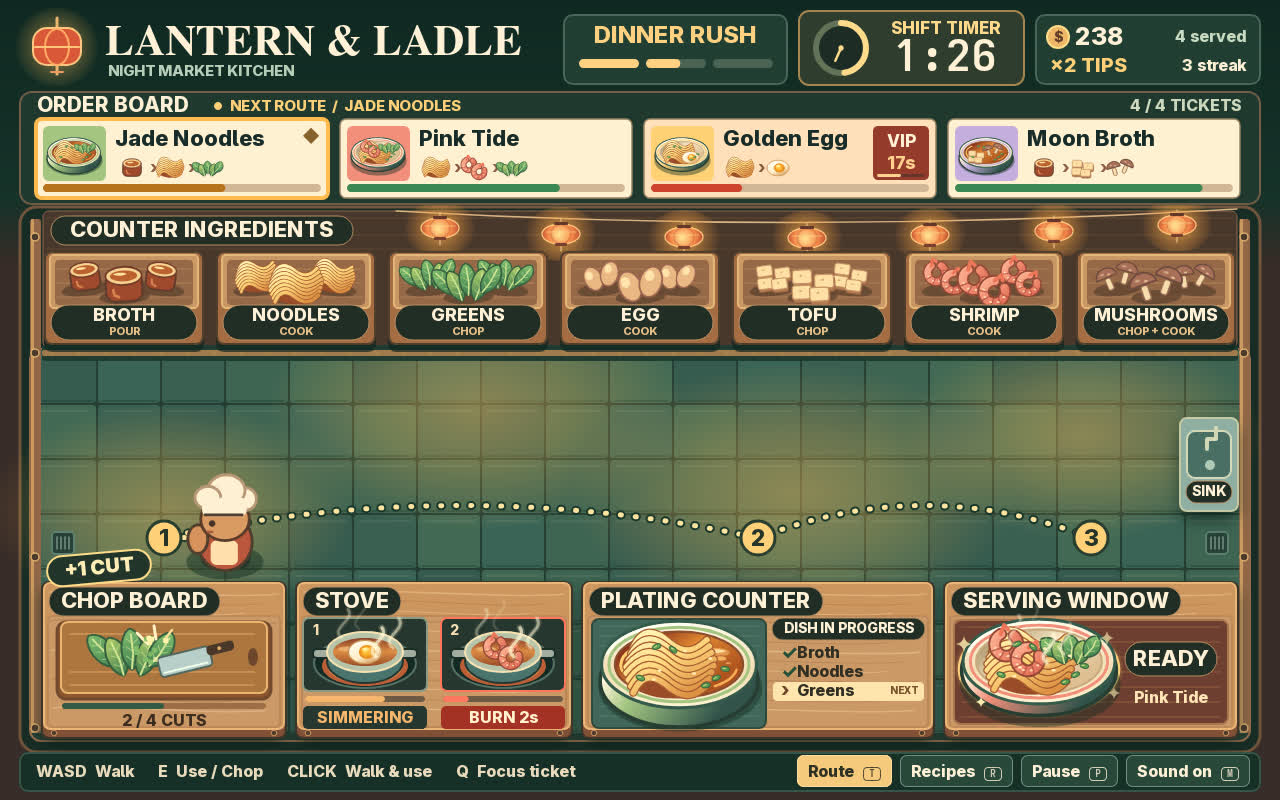 LANTERN & LADLE
NIGHT MARKET KITCHEN
DINNER RUSH
SHIFT TIMER
1:26
$ 238
4 served
×2 TIPS
3 streak
ORDER BOARD
NEXT ROUTE / JADE NOODLES
4 / 4 TICKETS
Jade Noodles
Pink Tide
Golden Egg
VIP
17s
Moon Broth
COUNTER INGREDIENTS
BROTH
POUR
NOODLES
COOK
GREENS
CHOP
EGG
COOK
TOFU
CHOP
SHRIMP
COOK
MUSHROOMS
CHOP + COOK
SINK
1
2
3
+1 CUT
CHOP BOARD
2 / 4 CUTS
STOVE
1
2
SIMMERING
BURN 2s
PLATING COUNTER
DISH IN PROGRESS
Broth
Noodles
Greens NEXT
SERVING WINDOW
READY
Pink Tide
WASD Walk
E Use / Chop
CLICK Walk & use
Q Focus ticket
Route T
Recipes R
Pause P
Sound on M